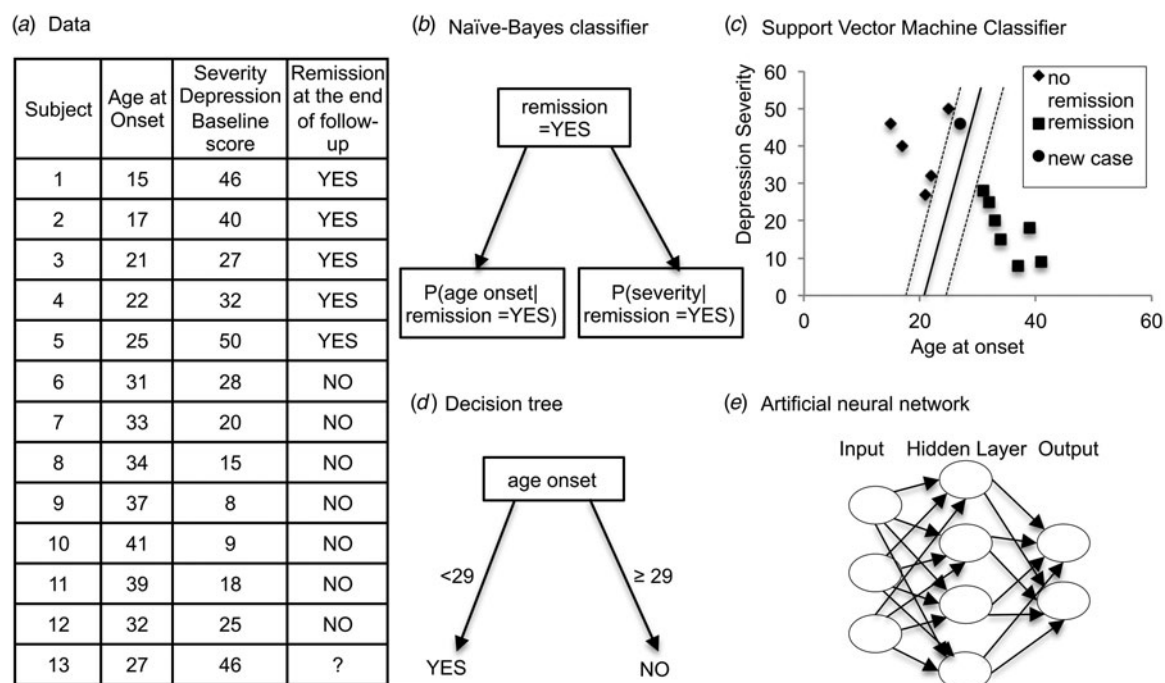 (a) Data
Subject
Age at
Onset
Severity
Depression
Baseline
score
Remission
at the end
of follow-
up
1 15 46 YES
2 17 40 YES
3 21 27 YES
4 22 32 YES
5 25 50 YES
6 31 28 NO
7 33 20 NO
8 34 15 NO
9 37 8 NO
10 41 9 NO
11 39 18 NO
12 32 25 NO
13 27 46 ?
(b) Naïve-Bayes classifier
remission
=YES
P(age onset|
remission =YES)
P(severity|
remission =YES)
(c) Support Vector Machine Classifier
Depression Severity
60
50
40
30
20
10
0
0 20 40 60
Age at onset
no
remission
remission
new case
(d) Decision tree
age onset
<29
≥ 29
YES
NO
(e) Artificial neural network
Input Hidden Layer Output